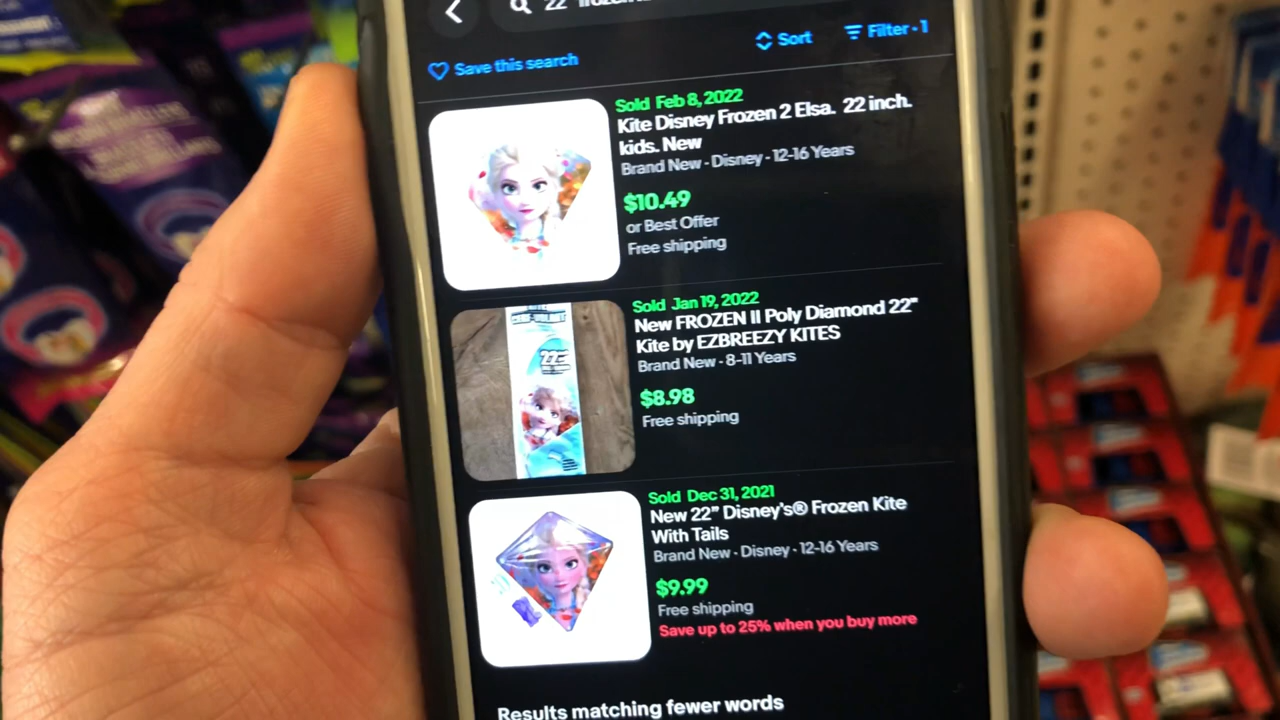 Save this search
Sort
Filter · 1
Sold Feb 8, 2022
Kite Disney Frozen 2 Elsa. 22 inch.
kids. New
Brand New · Disney · 12-16 Years
$10.49
or Best Offer
Free shipping
Sold Jan 19, 2022
New FROZEN II Poly Diamond 22"
Kite by EZBREEZY KITES
Brand New · 8-11 Years
$8.98
Free shipping
Sold Dec 31, 2021
New 22” Disney’s® Frozen Kite
With Tails
Brand New · Disney · 12-16 Years
$9.99
Free shipping
Save up to 25% when you buy more
Results matching fewer words